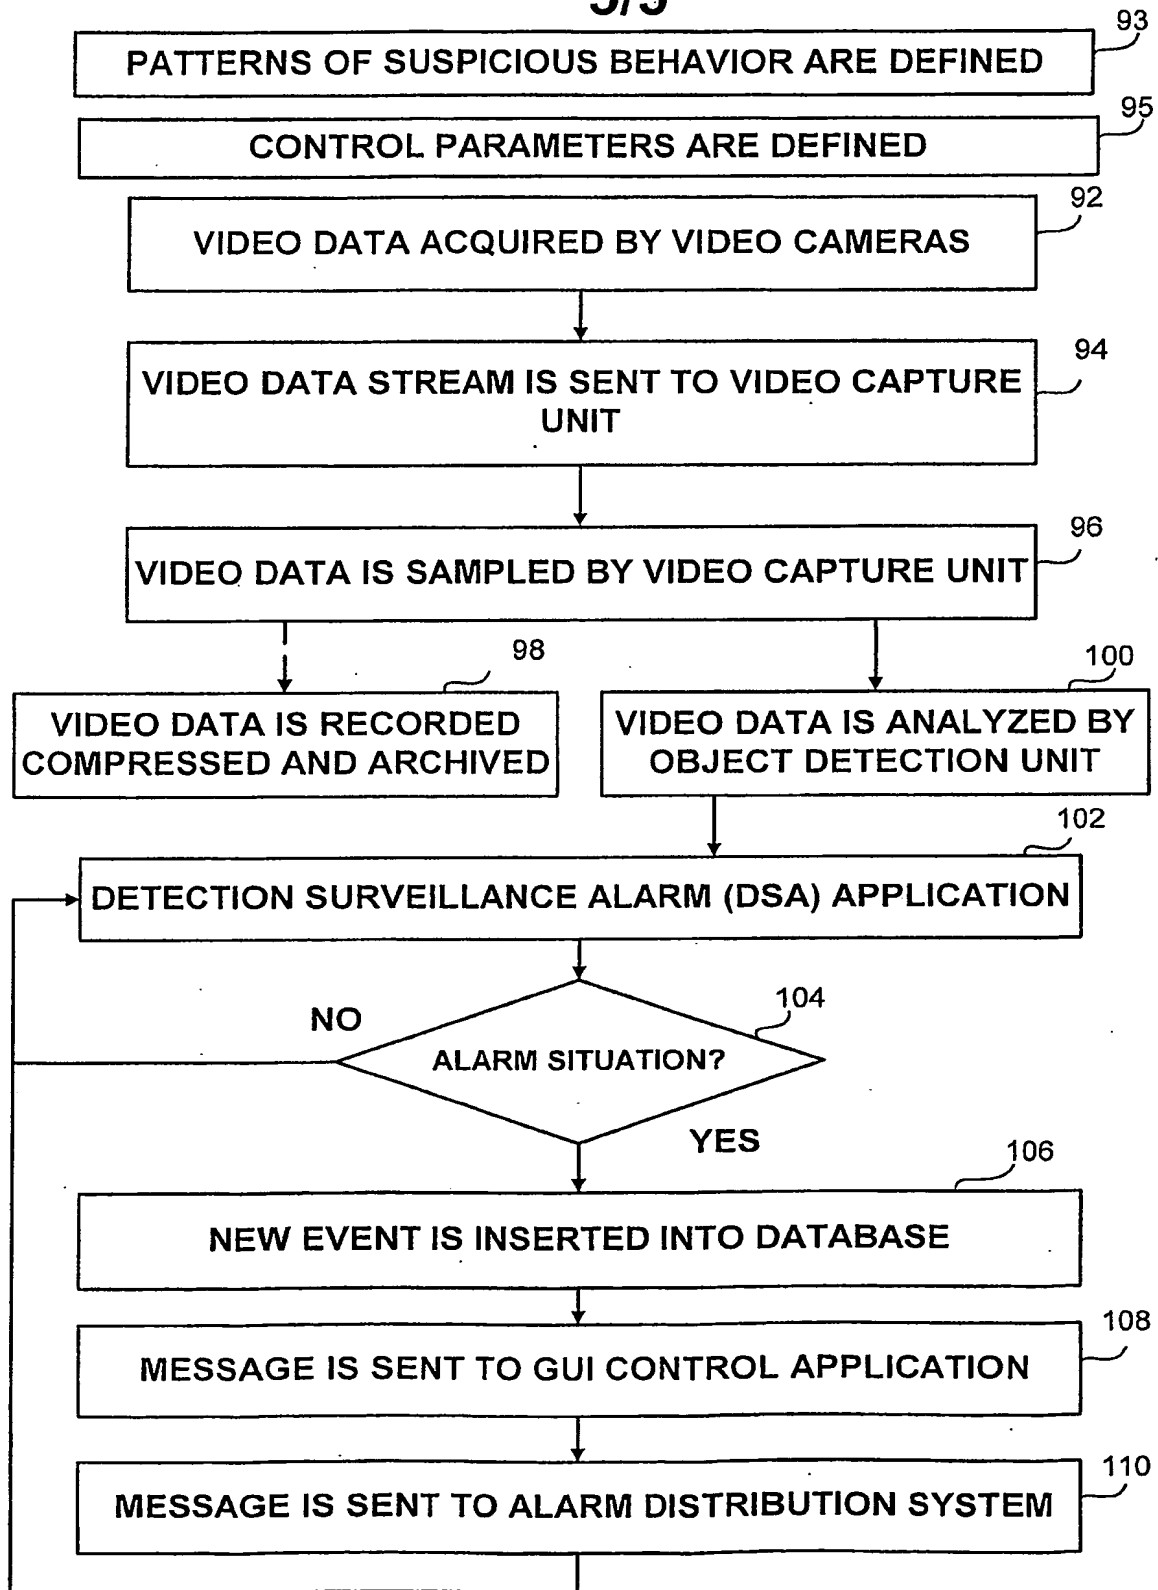 93
PATTERNS OF SUSPICIOUS BEHAVIOR ARE DEFINED
95
CONTROL PARAMETERS ARE DEFINED
92
VIDEO DATA ACQUIRED BY VIDEO CAMERAS
94
VIDEO DATA STREAM IS SENT TO VIDEO CAPTURE
UNIT
96
VIDEO DATA IS SAMPLED BY VIDEO CAPTURE UNIT
98
VIDEO DATA IS RECORDED
COMPRESSED AND ARCHIVED
100
VIDEO DATA IS ANALYZED BY
OBJECT DETECTION UNIT
102
DETECTION SURVEILLANCE ALARM (DSA) APPLICATION
104
NO
ALARM SITUATION?
YES
106
NEW EVENT IS INSERTED INTO DATABASE
108
MESSAGE IS SENT TO GUI CONTROL APPLICATION
110
MESSAGE IS SENT TO ALARM DISTRIBUTION SYSTEM